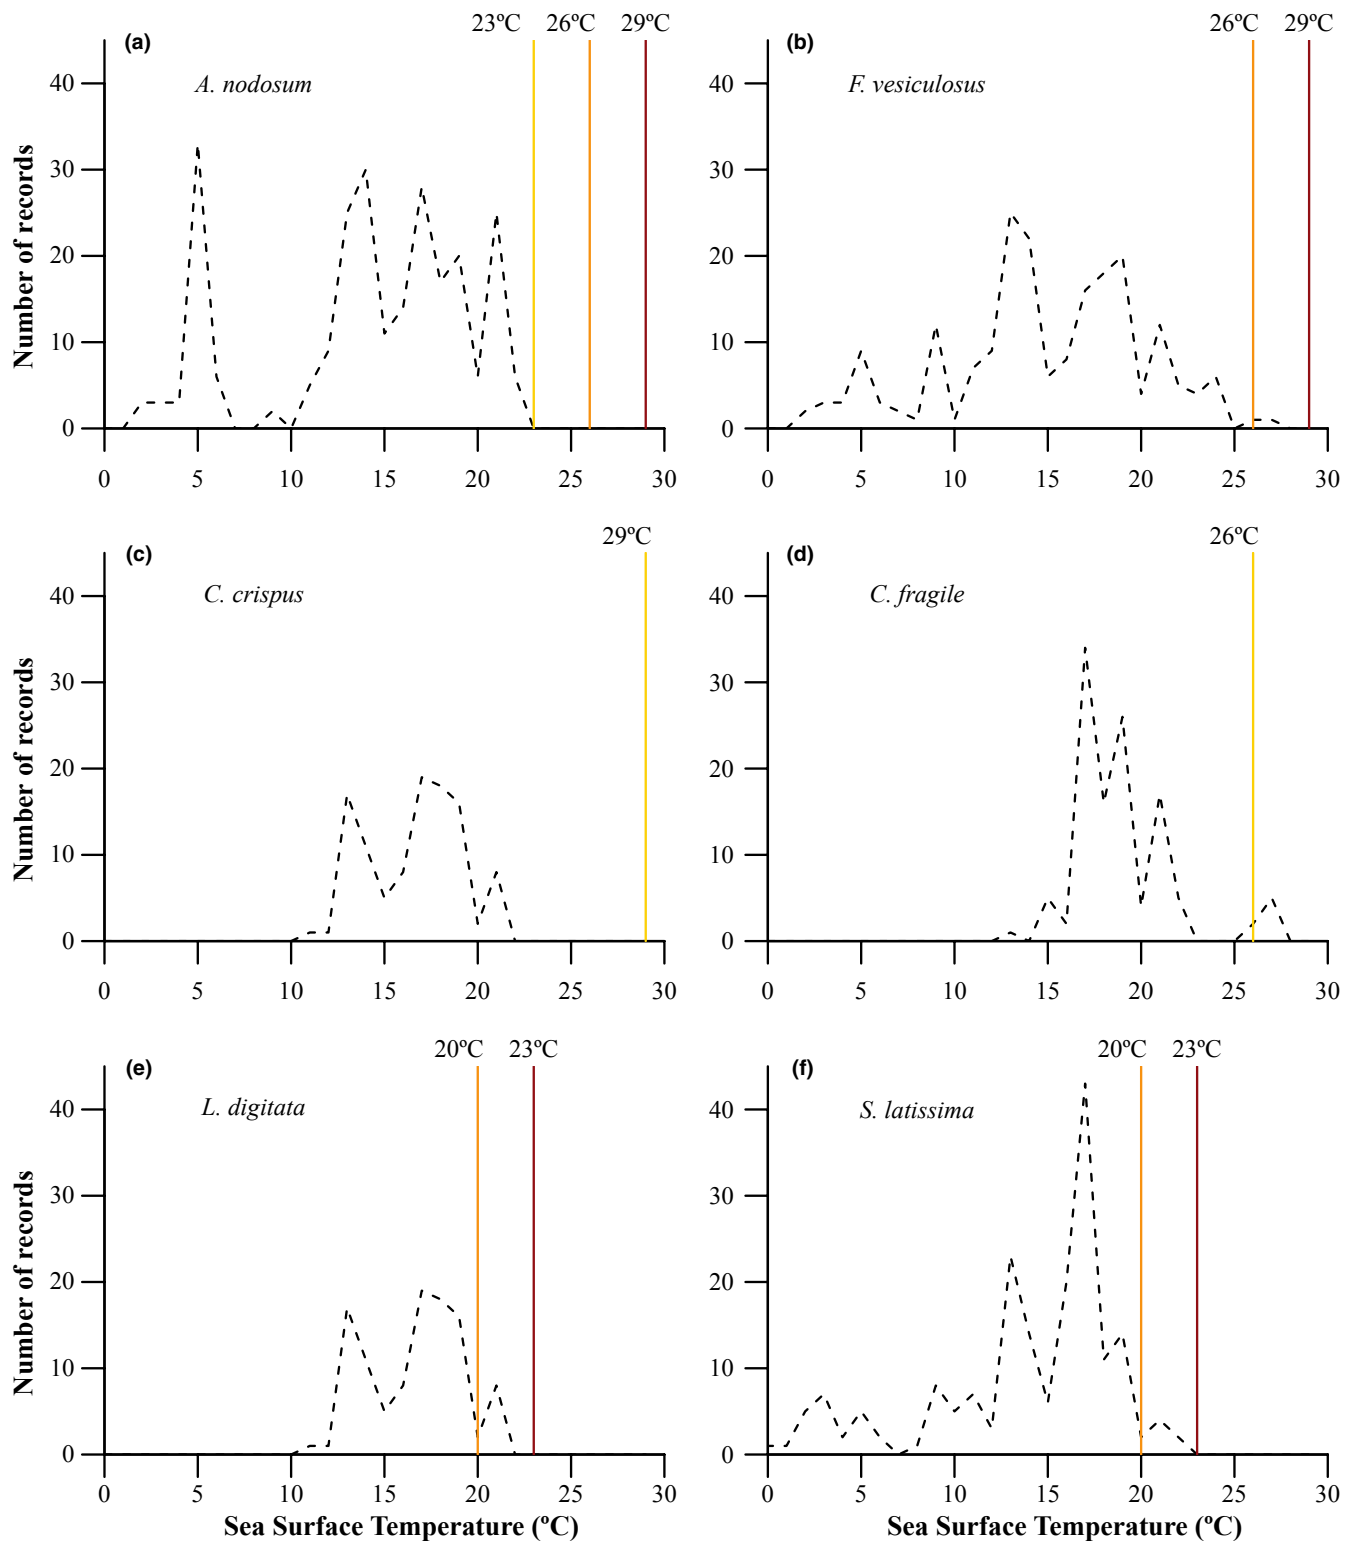 23ºC 26ºC 29ºC
(a)
A. nodosum
Number of records
40
30
20
10
0
0 5 10 15 20 25 30
26ºC 29ºC
(b)
F. vesiculosus
40
30
20
10
0
0 5 10 15 20 25 30
29ºC
(c)
C. crispus
Number of records
40
30
20
10
0
0 5 10 15 20 25 30
26ºC
(d)
C. fragile
40
30
20
10
0
0 5 10 15 20 25 30
20ºC 23ºC
(e)
L. digitata
Number of records
40
30
20
10
0
0 5 10 15 20 25 30
Sea Surface Temperature (ºC)
20ºC 23ºC
(f)
S. latissima
40
30
20
10
0
0 5 10 15 20 25 30
Sea Surface Temperature (ºC)